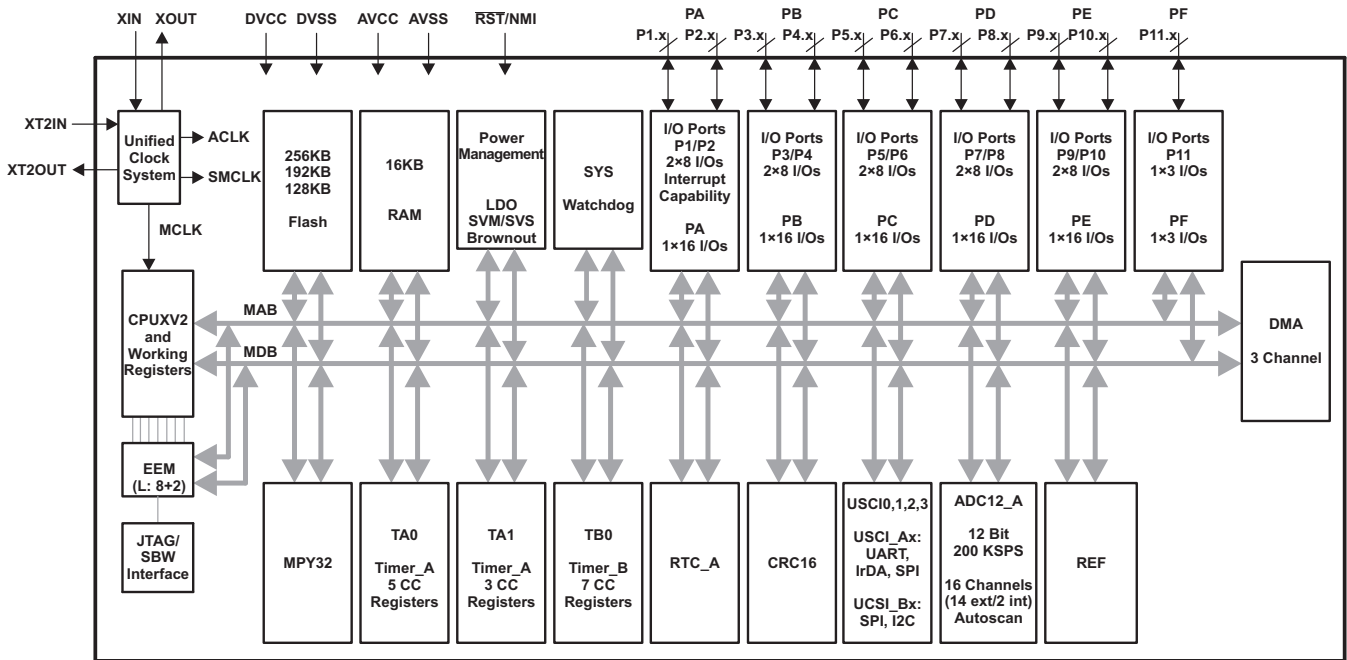 XIN XOUT DVCC DVSS AVCC AVSS RST/NMI PA PB PC PD PE PF
P1.x P2.x P3.x P4.x P5.x P6.x P7.x P8.x P9.x P10.x P11.x
XT2IN
XT2OUT
Unified
Clock
System
ACLK
SMCLK
MCLK
256KB
192KB
128KB
Flash
16KB
RAM
Power
Management
LDO
SVM/SVS
Brownout
SYS
Watchdog
I/O Ports
P1/P2
2×8 I/Os
Interrupt
Capability
PA
1×16 I/Os
I/O Ports
P3/P4
2×8 I/Os
PB
1×16 I/Os
I/O Ports
P5/P6
2×8 I/Os
PC
1×16 I/Os
I/O Ports
P7/P8
2×8 I/Os
PD
1×16 I/Os
I/O Ports
P9/P10
2×8 I/Os
PE
1×16 I/Os
I/O Ports
P11
1×3 I/Os
PF
1×3 I/Os
CPUXV2
and
Working
Registers
MAB
MDB
DMA
3 Channel
EEM
(L: 8+2)
JTAG/
SBW
Interface
MPY32
TA0
Timer_A
5 CC
Registers
TA1
Timer_A
3 CC
Registers
TB0
Timer_B
7 CC
Registers
RTC_A
CRC16
USCI0,1,2,3
USCI_Ax:
UART,
IrDA, SPI
UCSI_Bx:
SPI, I2C
ADC12_A
12 Bit
200 KSPS
16 Channels
(14 ext/2 int)
Autoscan
REF